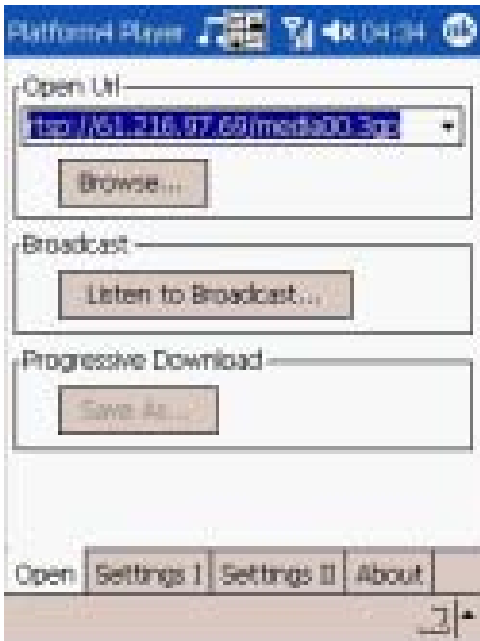 Platform4 Player 04:34 ok
Open Url
rtsp://61.216.97.69/media00.3gp
Browse...
Broadcast
Listen to Broadcast...
Progressive Download
Save As...
Open Settings I Settings II About